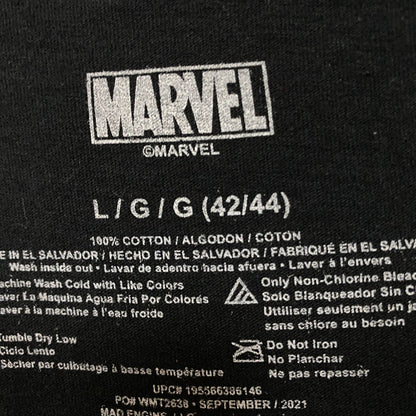 MARVEL
©MARVEL
L / G / G (42/44)
100% COTTON / ALGODON / COTON
E IN EL SALVADOR / HECHO EN EL SALVADOR / FABRIQUÉ EN EL SALVA
Wash inside out • Lavar de adentro hacia afuera • Laver à l'envers
achine Wash Cold with Like Colors
avar La Maquina Agua Fria Por Colorés
Laver à la machine à l'eau froide
Only Non-Chlorine Bleac
Solo Blanqueador Sin C
Utiliser seulement un ja
sans chlore au besoin
Tumble Dry Low
Ciclo Lento
Sècher par culbutage à basse température
Do Not Iron
No Planchar
Ne pas repasser
UPC# 195566386146
PO# WMT2638 • SEPTEMBER / 2021
MAD ENGINE